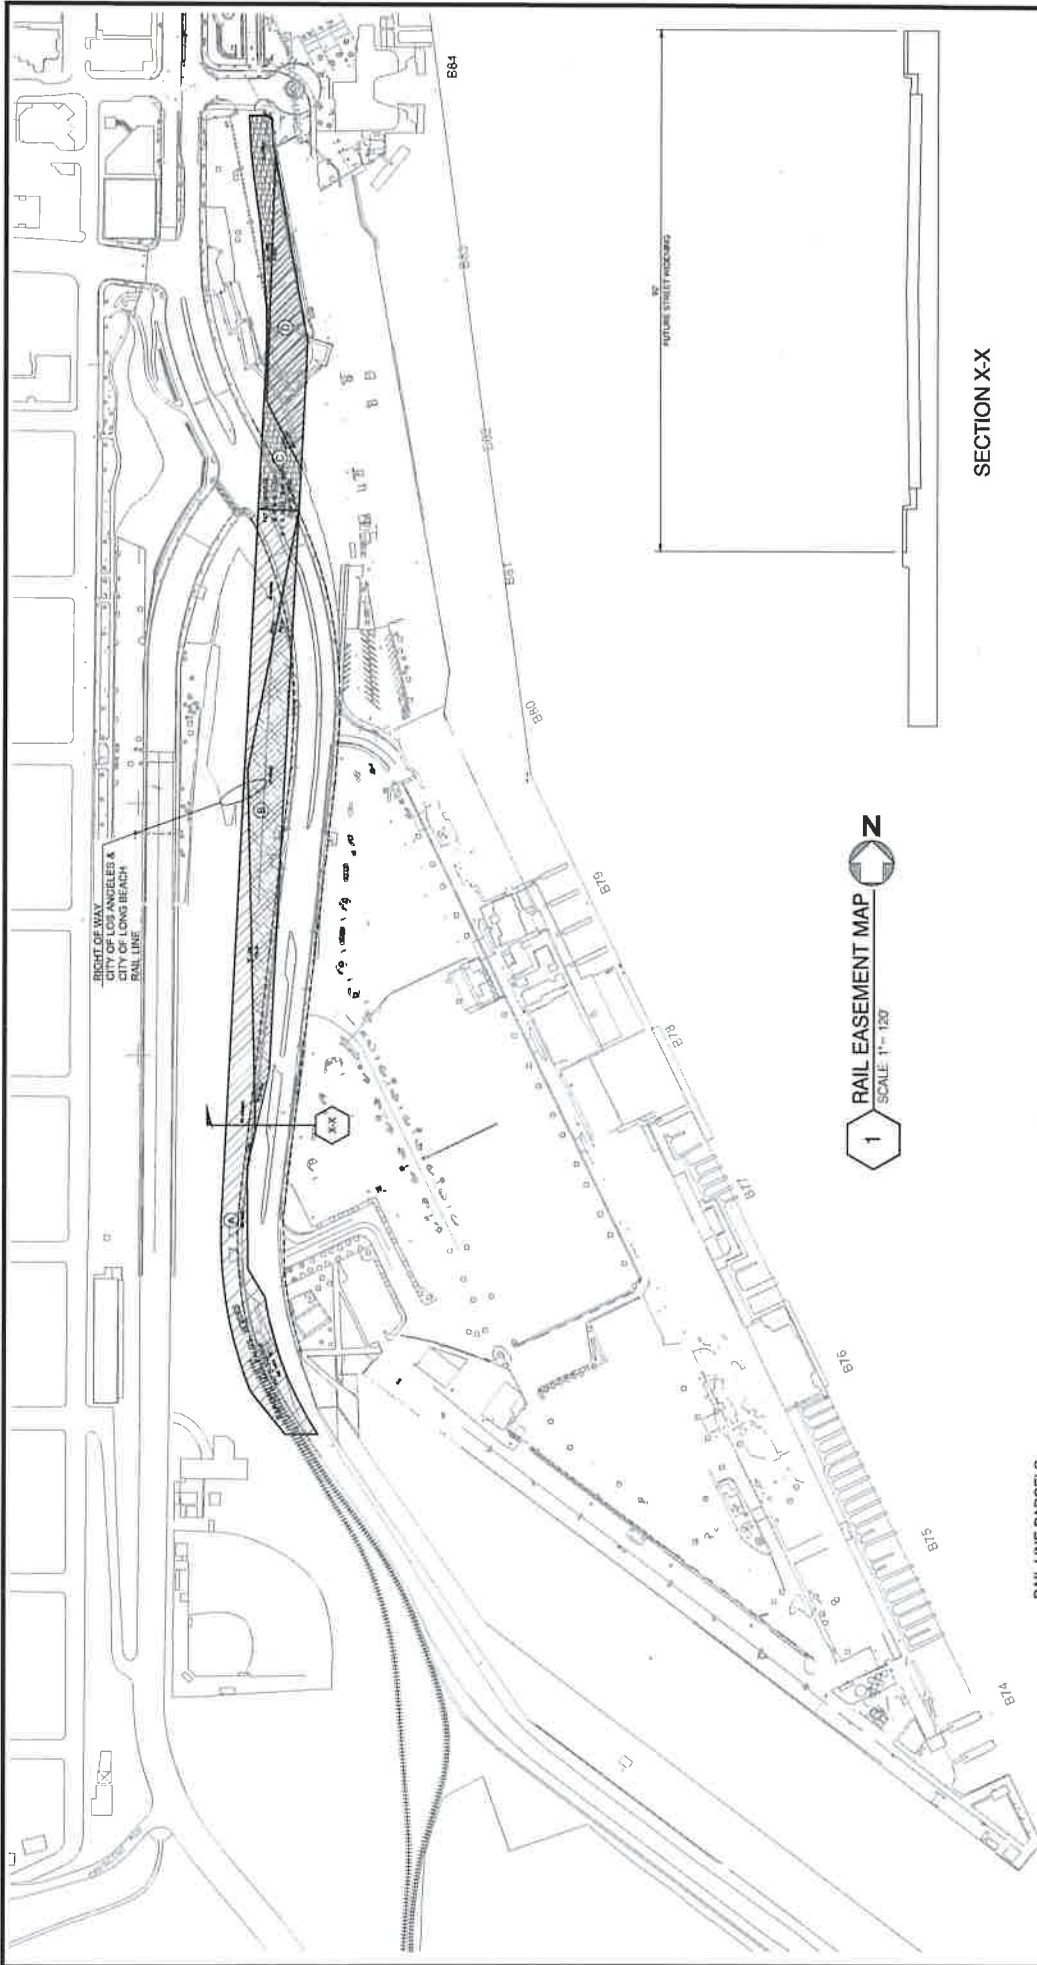 B84
B83
B81
B80
B79
B78
B77
B76
B75
B74
RIGHT OF WAY
CITY OF LOS ANGELES &
CITY OF LONG BEACH
RAIL LINE
A
B
C
D
X-X
1
RAIL EASEMENT MAP
SCALE: 1"= 120'
N
FUTURE STREET WIDENING
SECTION X-X